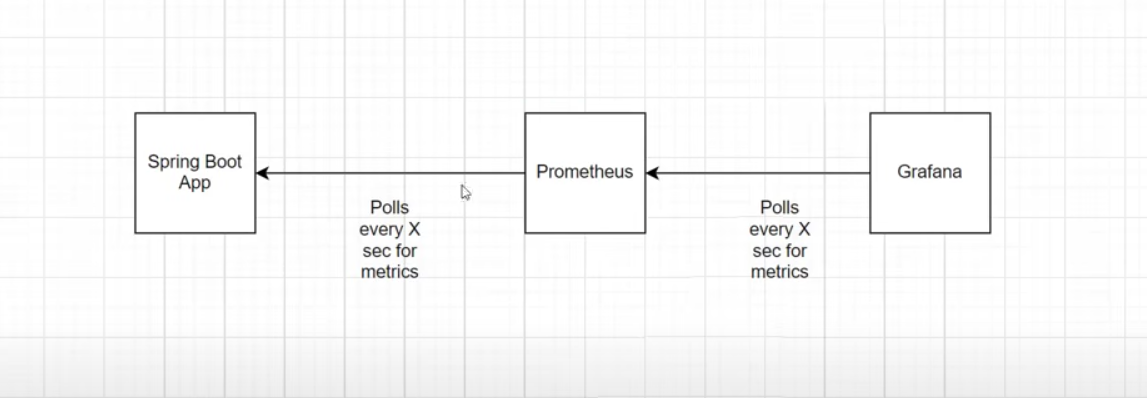 Spring Boot
App
Prometheus
Grafana
Polls
every X
sec for
metrics
Polls
every X
sec for
metrics